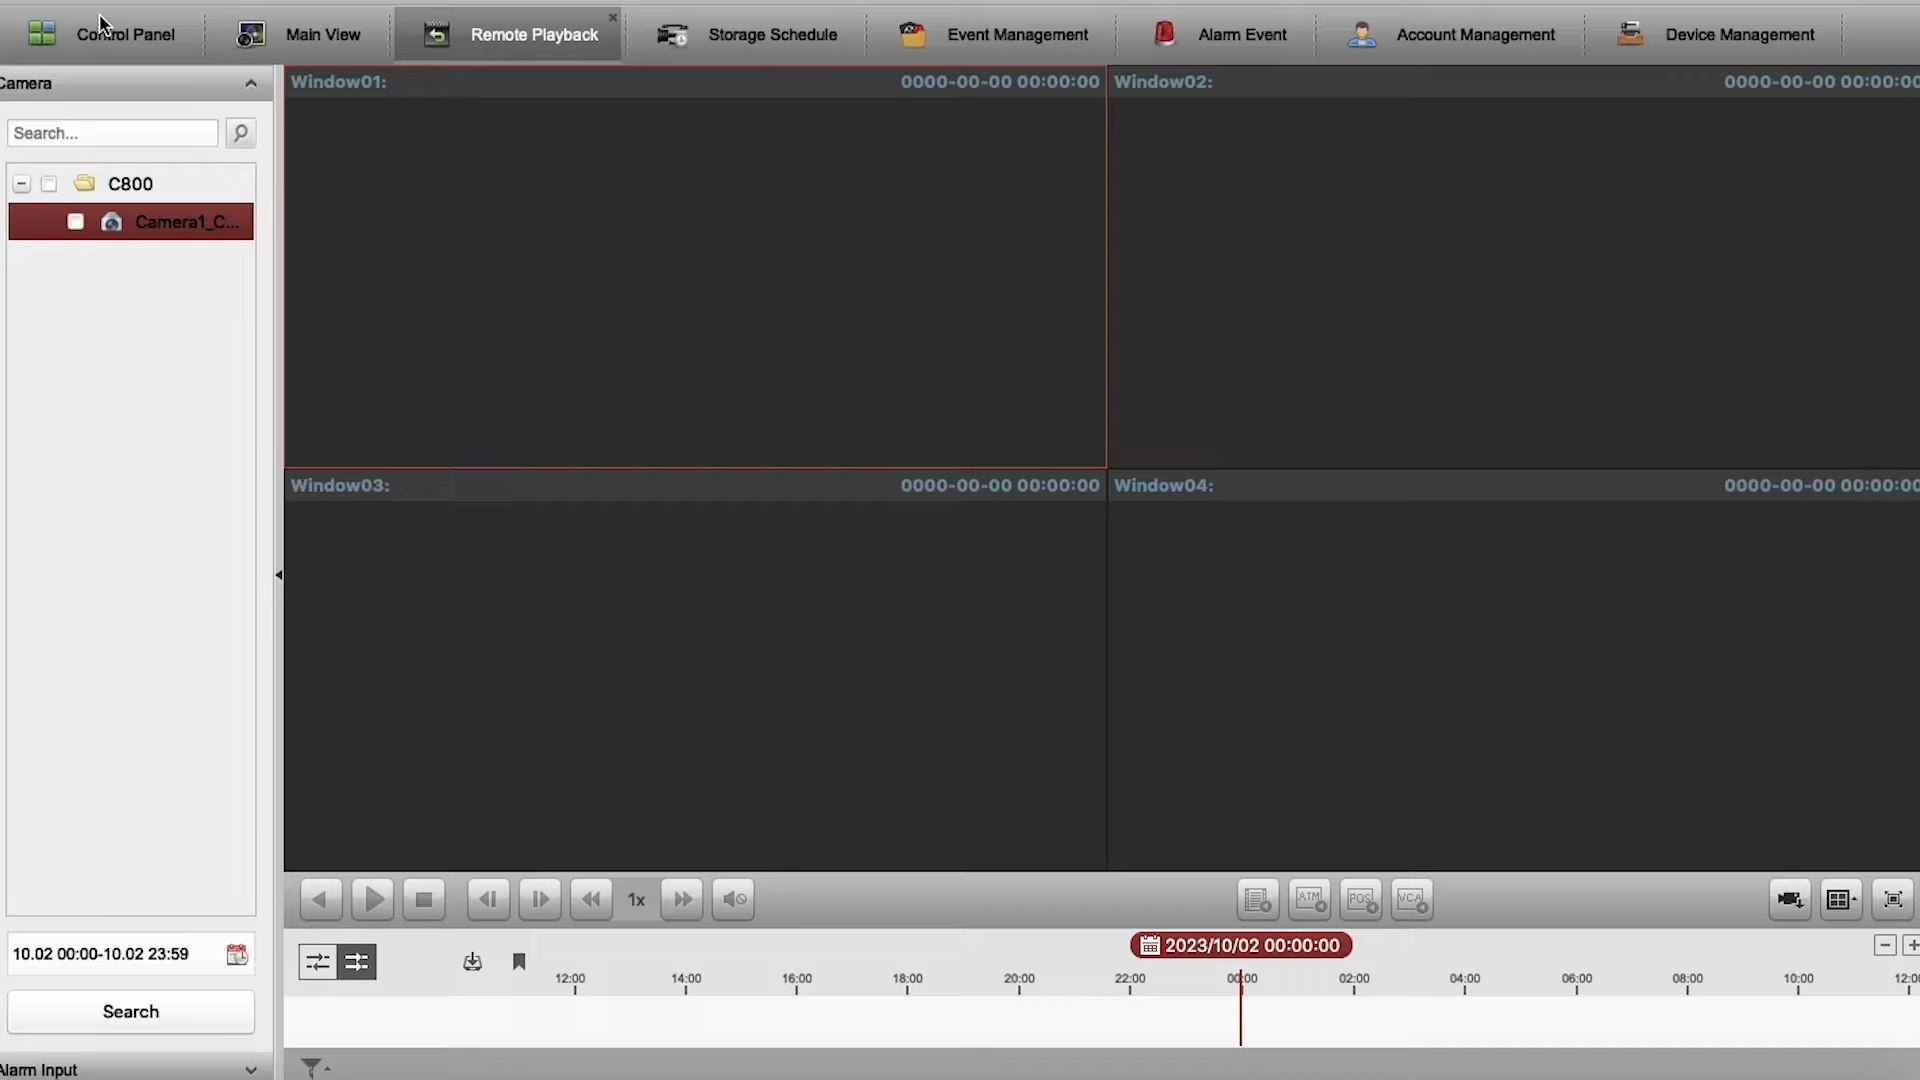 Control Panel
Main View
Remote Playback
Storage Schedule
Event Management
Alarm Event
Account Management
Device Management
Camera
Search...
C800
Camera1_C...
Window01: 0000-00-00 00:00:00
Window02: 0000-00-00 00:00:00
Window03: 0000-00-00 00:00:00
Window04: 0000-00-00 00:00:00
1x
ATM
POS
VCA
10.02 00:00-10.02 23:59
Search
Alarm Input
2023/10/02 00:00:00
12:00 14:00 16:00 18:00 20:00 22:00 00:00 02:00 04:00 06:00 08:00 10:00 12:0